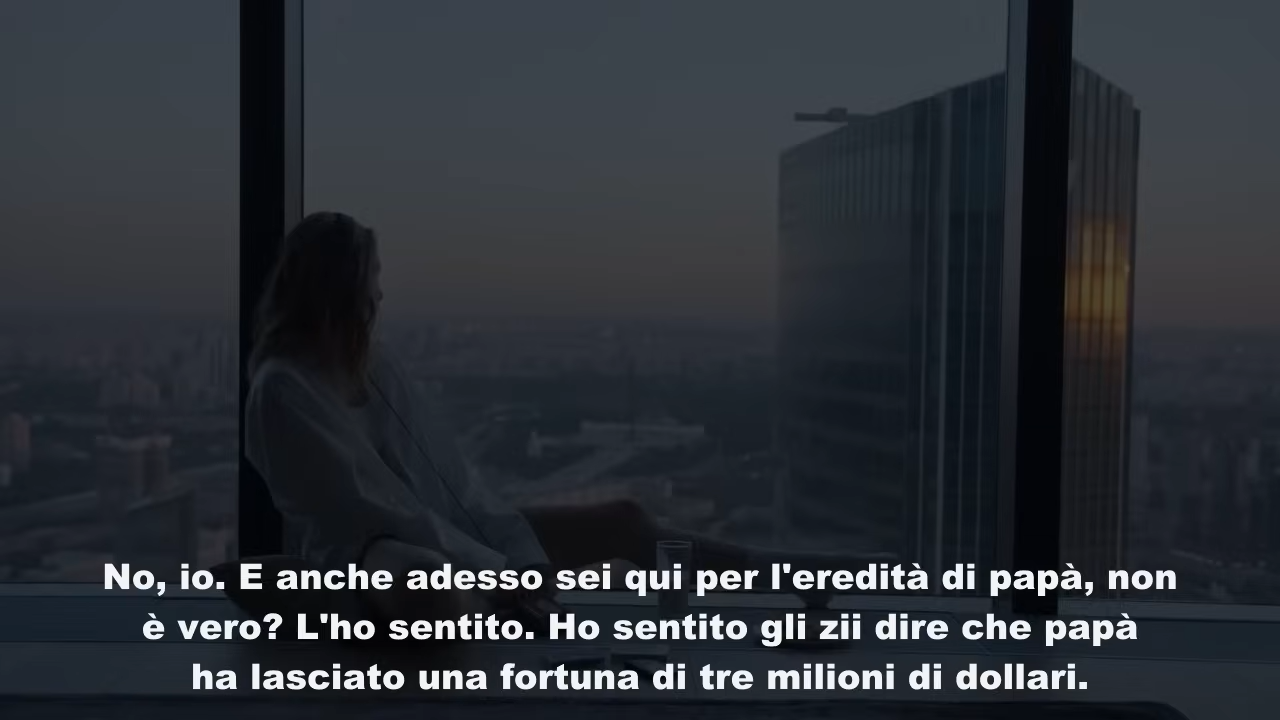 No, io. E anche adesso sei qui per l'eredità di papà, non
è vero? L'ho sentito. Ho sentito gli zii dire che papà
ha lasciato una fortuna di tre milioni di dollari.